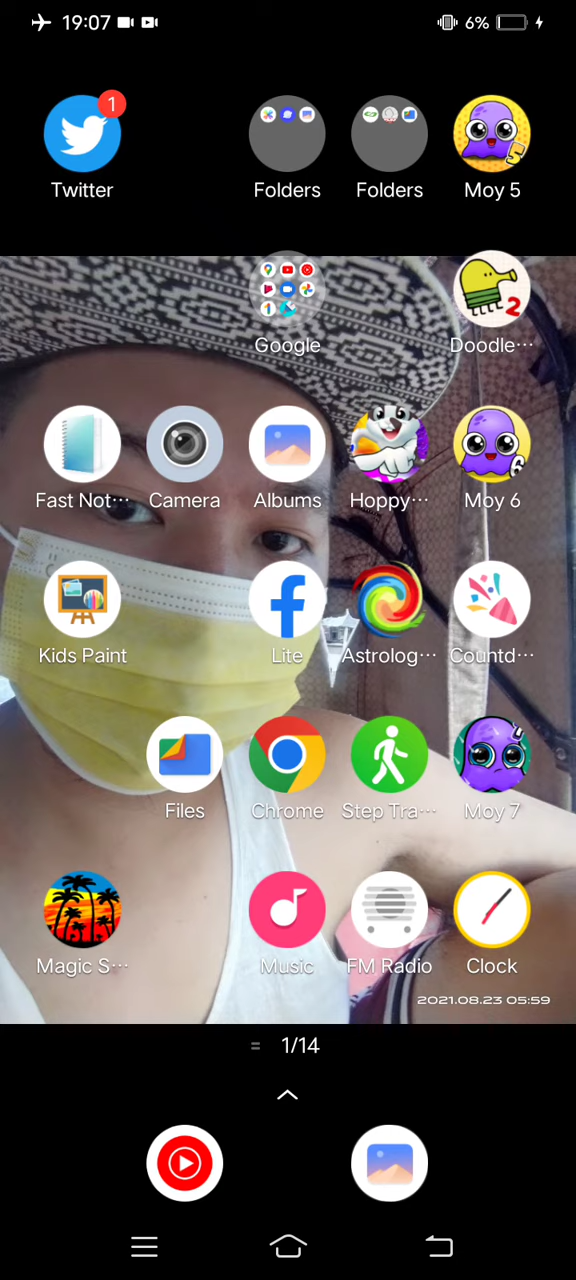 19:07 6%
1
Twitter Folders Folders Moy 5
2
Google Doodle···
6
Fast Not··· Camera Albums Hoppy··· Moy 6
Kids Paint Lite Astrolog··· Countd···
Files Chrome Step Tra··· Moy 7
Magic S··· Music FM Radio Clock
2021.08.23 05:59
= 1/14